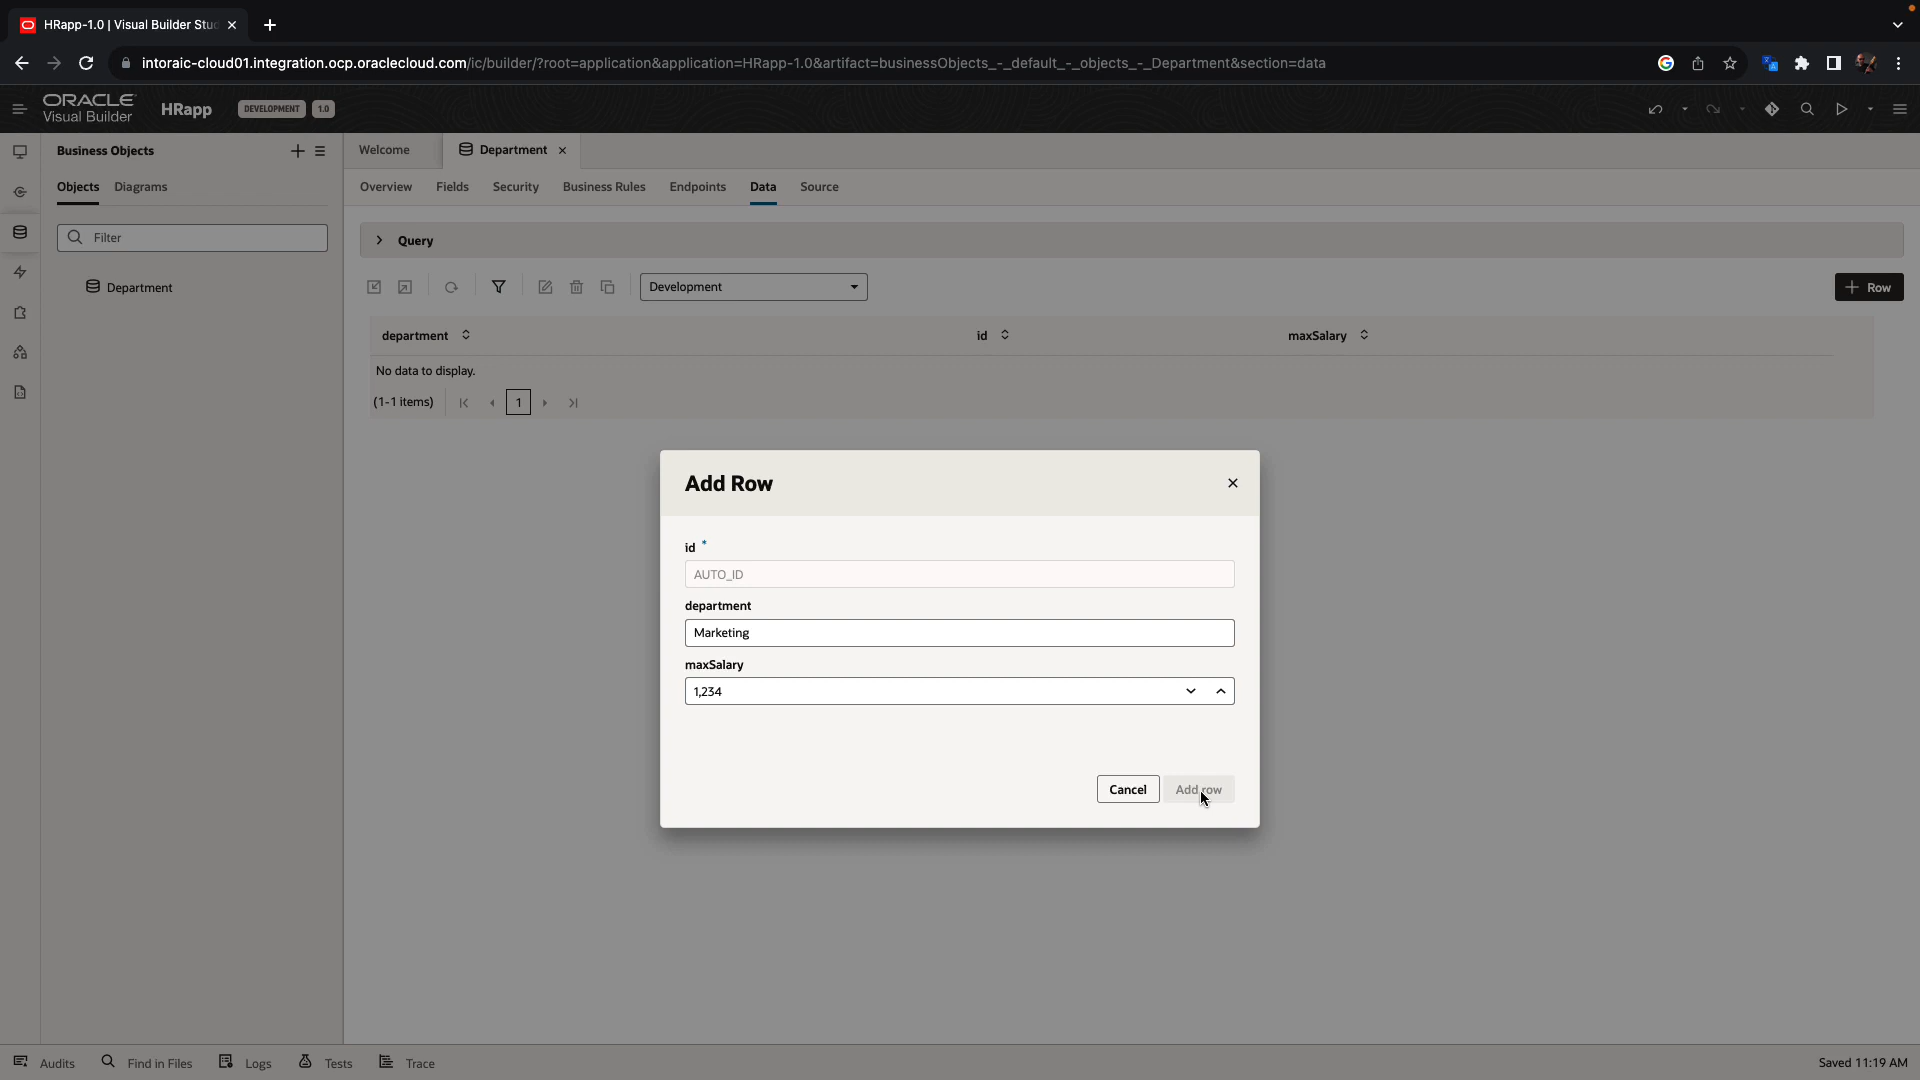 HRapp-1.0 | Visual Builder Stud
intoraic-cloud01.integration.ocp.oraclecloud.com/ic/builder/?root=application&application=HRapp-1.0&artifact=businessObjects_-_default_-_objects_-_Department&section=data
ORACLE
Visual Builder
HRapp
DEVELOPMENT
1.0
Business Objects
Objects Diagrams
Filter
Department
Welcome
Department
Overview Fields Security Business Rules Endpoints Data Source
Query
Development
Row
department id maxSalary
No data to display.
(1-1 items) 1
Add Row
id *
AUTO_ID
department
Marketing
maxSalary
1,234
Cancel Add row
Audits Find in Files Logs Tests Trace
Saved 11:19 AM